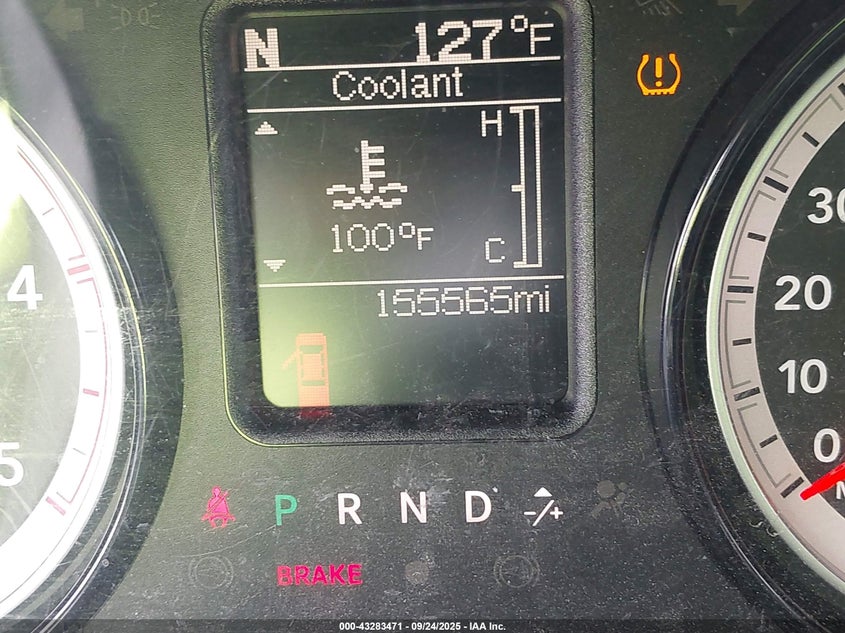 N 127°F
Coolant
H
100°F
C
155565mi
4
5
30
20
10
0
M
P R N D -/+
BRAKE
000-43283471 - 09/24/2025 - IAA Inc.